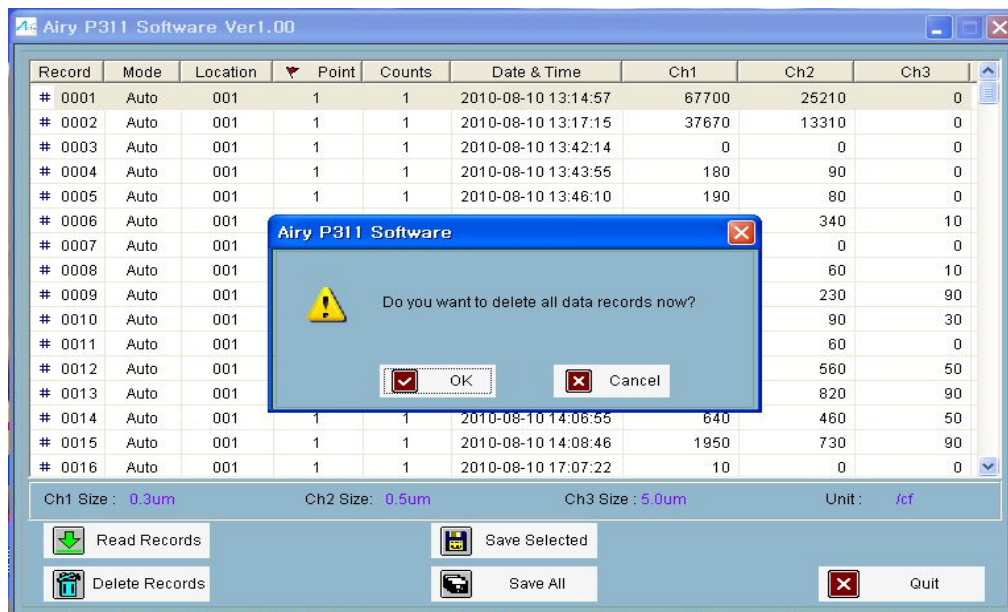 Airy P311 Software Ver1.00
Record Mode Location Point Counts Date & Time Ch1 Ch2 Ch3
# 0001 Auto 001 1 1 2010-08-10 13:14:57 67700 25210 0
# 0002 Auto 001 1 1 2010-08-10 13:17:15 37670 13310 0
# 0003 Auto 001 1 1 2010-08-10 13:42:14 0 0 0
# 0004 Auto 001 1 1 2010-08-10 13:43:55 180 90 0
# 0005 Auto 001 1 1 2010-08-10 13:46:10 190 80 0
# 0006 Auto 001 340 10
# 0007 Auto 001 0 0
# 0008 Auto 001 60 10
# 0009 Auto 001 230 90
# 0010 Auto 001 90 30
# 0011 Auto 001 60 0
# 0012 Auto 001 560 50
# 0013 Auto 001 820 90
# 0014 Auto 001 1 1 2010-08-10 14:06:55 640 460 50
# 0015 Auto 001 1 1 2010-08-10 14:08:46 1950 730 90
# 0016 Auto 001 1 1 2010-08-10 17:07:22 10 0 0
Airy P311 Software
Do you want to delete all data records now?
OK Cancel
Ch1 Size : 0.3um Ch2 Size: 0.5um Ch3 Size : 5.0um Unit : /cf
Read Records Save Selected
Delete Records Save All Quit